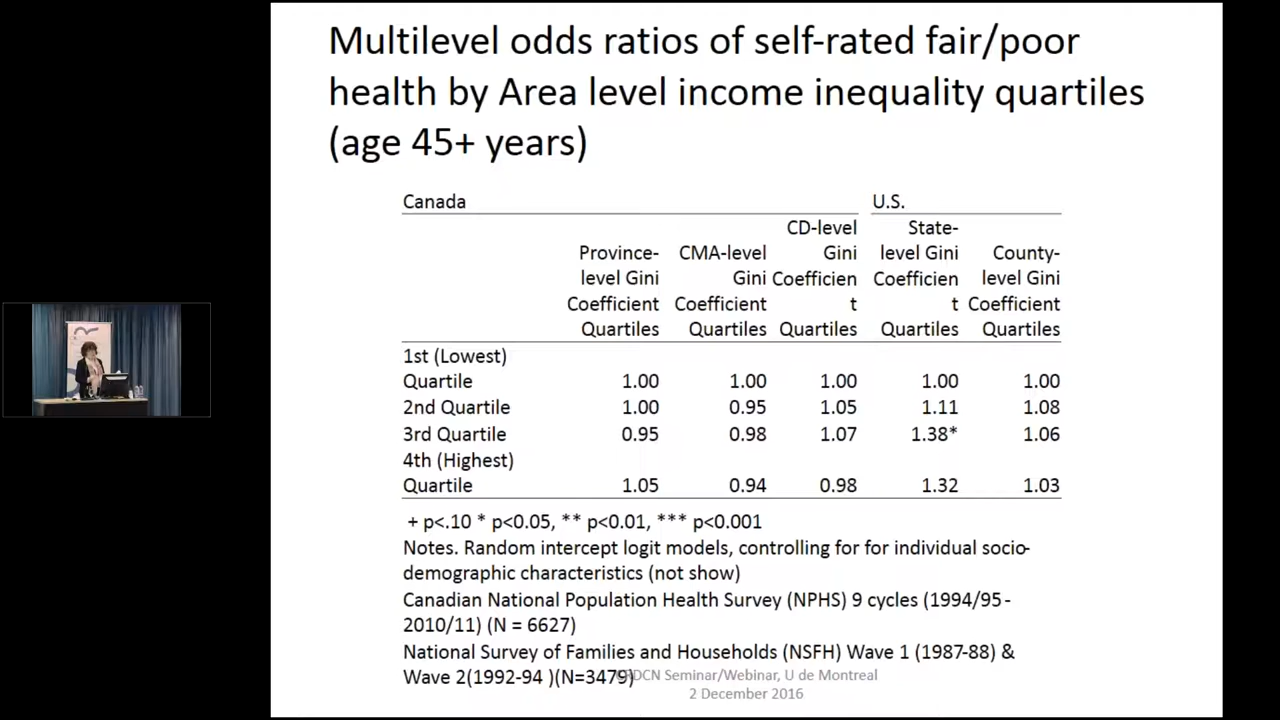 Multilevel odds ratios of self-rated fair/poor
health by Area level income inequality quartiles
(age 45+ years)
Canada U.S.
CD-level State-
Province- CMA-level Gini level Gini County-
level Gini Gini Coefficien Coefficien level Gini
Coefficient Coefficient t t Coefficient
Quartiles Quartiles Quartiles Quartiles Quartiles
1st (Lowest)
Quartile 1.00 1.00 1.00 1.00 1.00
2nd Quartile 1.00 0.95 1.05 1.11 1.08
3rd Quartile 0.95 0.98 1.07 1.38* 1.06
4th (Highest)
Quartile 1.05 0.94 0.98 1.32 1.03
+ p<.10 * p<0.05, ** p<0.01, *** p<0.001
Notes. Random intercept logit models, controlling for for individual socio-
demographic characteristics (not show)
Canadian National Population Health Survey (NPHS) 9 cycles (1994/95 -
2010/11) (N = 6627)
National Survey of Families and Households (NSFH) Wave 1 (1987-88) &
Wave 2(1992-94 )(N=3479)
Seminar/Webinar, U de Montreal
2 December 2016